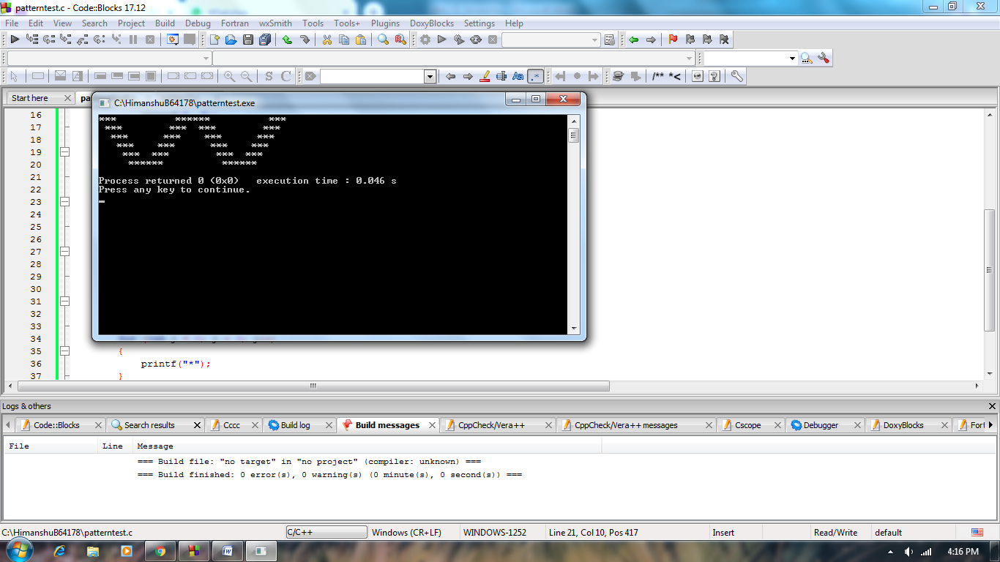 patterntest.c - Code::Blocks 17.12
File Edit View Search Project Build Debug Fortran wxSmith Tools Tools+ Plugins DoxyBlocks Settings Help
S C Aa .* /** *<
Start here
C:\HimanshuB64178\patterntest.exe
***          ******          ***
 ***        ***  ***        ***
  ***      ***    ***      ***
   ***    ***      ***    ***
    ***  ***        ***  ***
     ******          ******
Process returned 0 (0x0)   execution time : 0.046 s
Press any key to continue.
16
17
18
19
20
21
22
23
24
25
26
27
28
29
30
31
32
33
34
35 {
36 printf("*");
37 }
Logs & others
Code::Blocks Search results Cccc Build log Build messages CppCheck/Vera++ CppCheck/Vera++ messages Cscope Debugger DoxyBlocks Fort
File Line Message
=== Build file: "no target" in "no project" (compiler: unknown) ===
=== Build finished: 0 error(s), 0 warning(s) (0 minute(s), 0 second(s)) ===
C:\HimanshuB64178\patterntest.c C/C++ Windows (CR+LF) WINDOWS-1252 Line 21, Col 10, Pos 417 Insert Read/Write default
4:16 PM